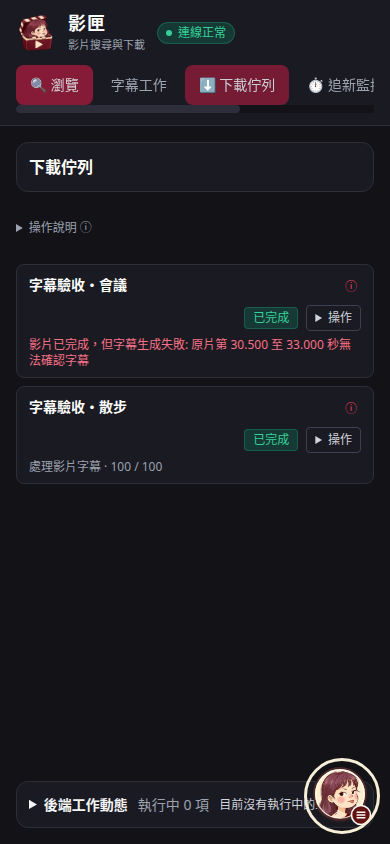 影匣
影片搜尋與下載
連線正常
瀏覽
字幕工作
下載佇列
追新監
下載佇列
操作說明 ⓘ
字幕驗收・會議
ⓘ
已完成
操作
影片已完成，但字幕生成失敗: 原片第 30.500 至 33.000 秒無
法確認字幕
字幕驗收・散步
ⓘ
已完成
操作
處理影片字幕 · 100 / 100
後端工作動態 執行中 0 項 目前沒有執行中的